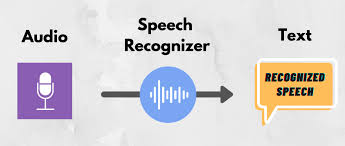 Audio
Speech
Recognizer
Text
RECOGNIZED
SPEECH